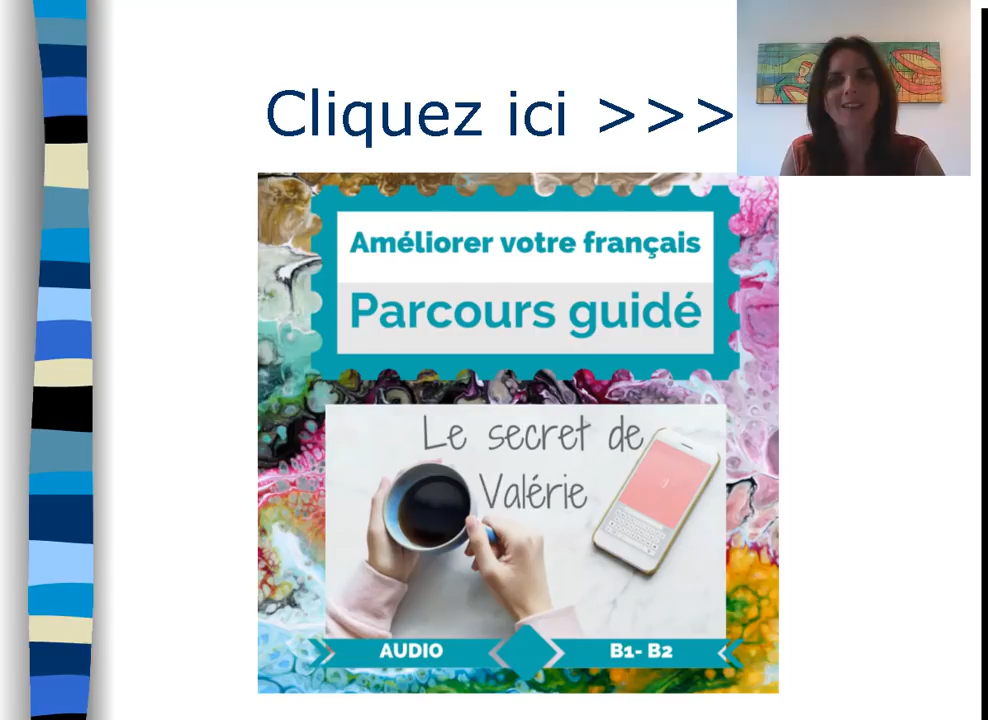 Cliquez ici >>>
Améliorer votre français
Parcours guidé
Le secret de
Valérie
AUDIO
B1- B2